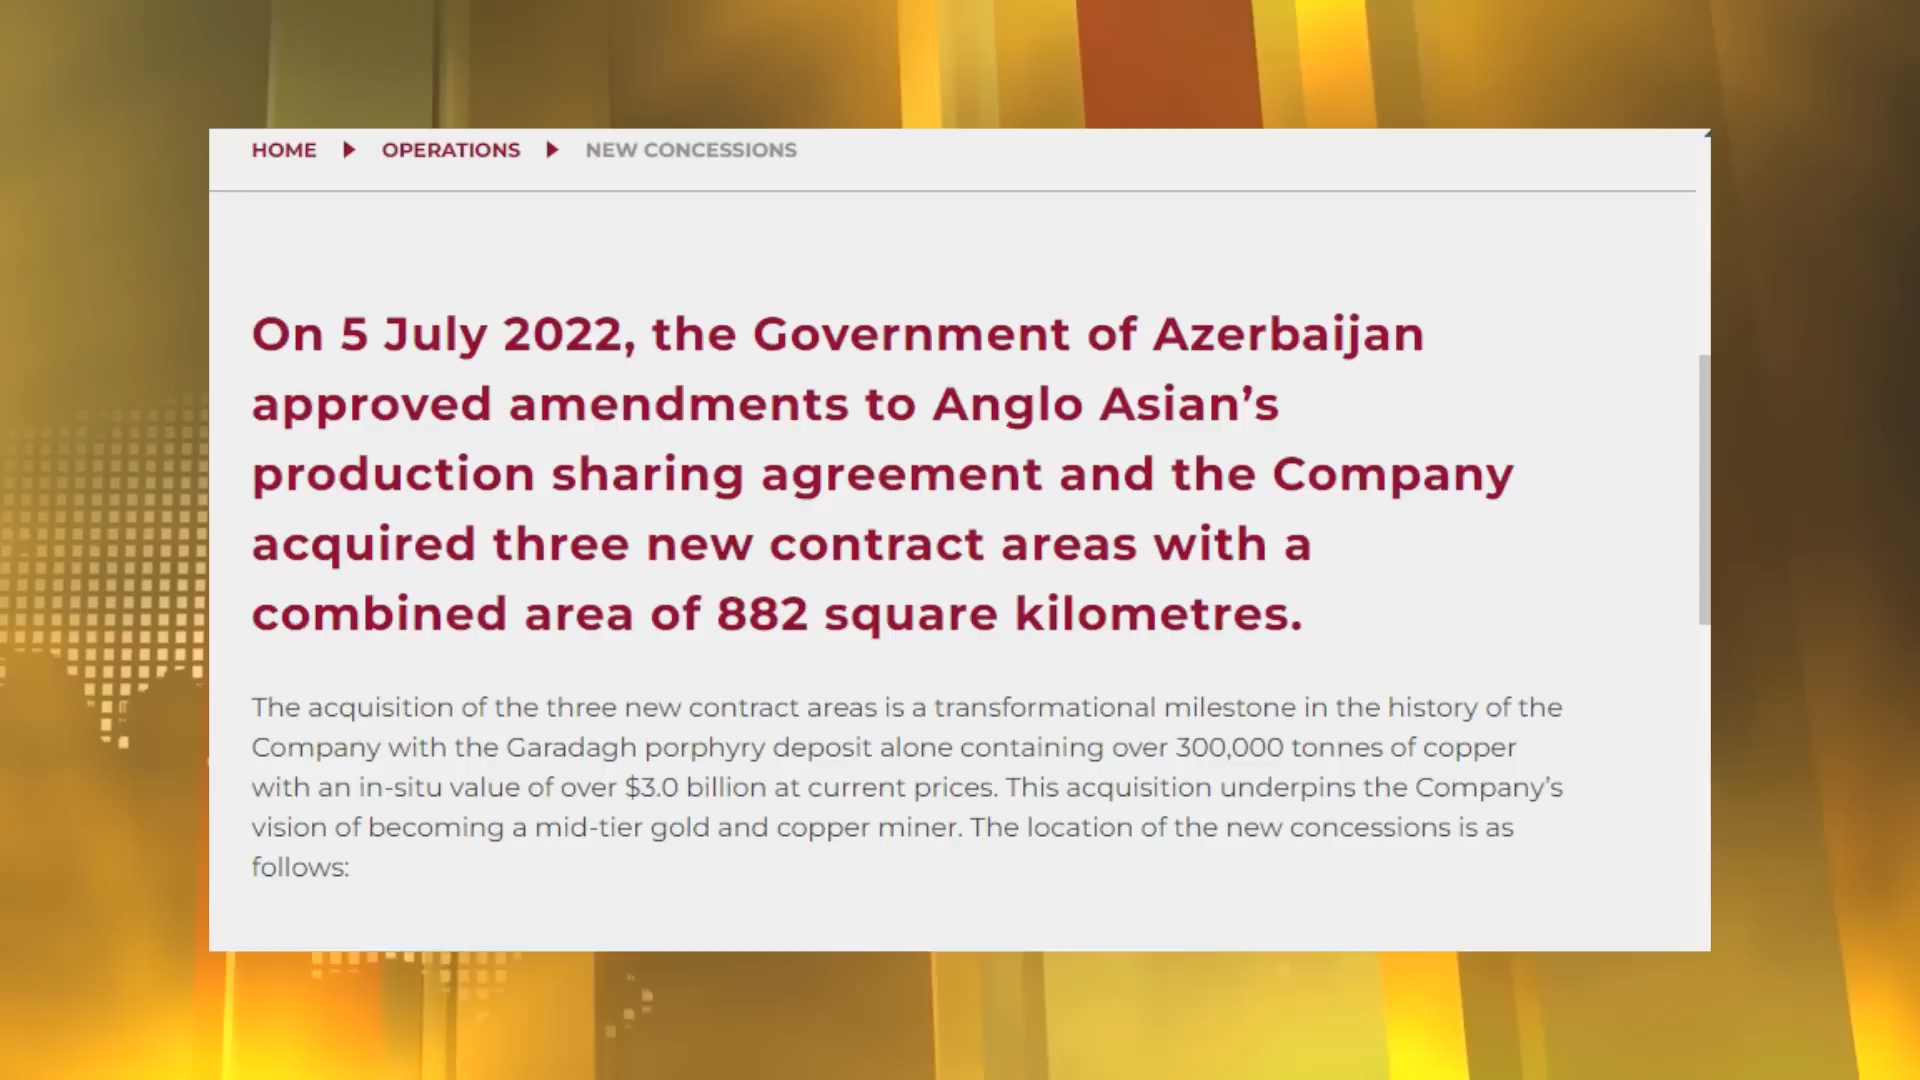 HOME OPERATIONS NEW CONCESSIONS
On 5 July 2022, the Government of Azerbaijan
approved amendments to Anglo Asian’s
production sharing agreement and the Company
acquired three new contract areas with a
combined area of 882 square kilometres.
The acquisition of the three new contract areas is a transformational milestone in the history of the
Company with the Garadagh porphyry deposit alone containing over 300,000 tonnes of copper
with an in-situ value of over $3.0 billion at current prices. This acquisition underpins the Company’s
vision of becoming a mid-tier gold and copper miner. The location of the new concessions is as
follows: